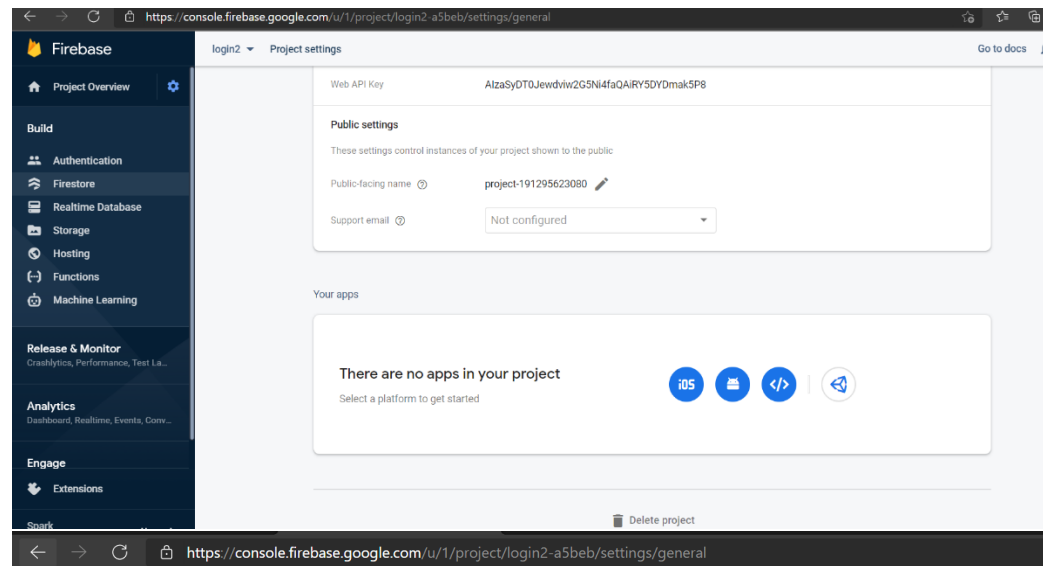 https://console.firebase.google.com/u/1/project/login2-a5beb/settings/general
Firebase
login2
Project settings
Go to docs
Project Overview
Web API Key
AIzaSyDT0Jewdviw2G5Ni4faQAiRY5DYDmak5P8
Build
Public settings
These settings control instances of your project shown to the public
Authentication
Firestore
Public-facing name
project-191295623080
Realtime Database
Storage
Support email
Not configured
Hosting
Functions
Machine Learning
Your apps
Release & Monitor
Crashlytics, Performance, Test La...
There are no apps in your project
Select a platform to get started
iOS
</>
Analytics
Dashboard, Realtime, Events, Conv...
Engage
Extensions
Spark
Delete project
https://console.firebase.google.com/u/1/project/login2-a5beb/settings/general